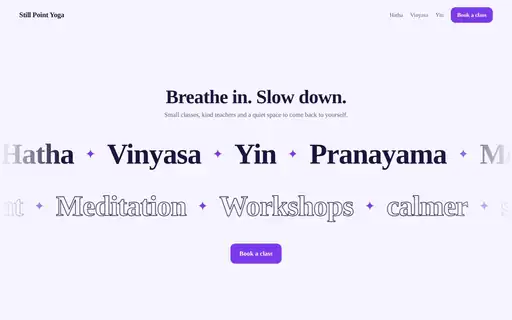 Still Point Yoga
Hatha Vinyasa Yin Book a class
Breathe in. Slow down.
Small classes, kind teachers and a quiet space to come back to yourself.
Hatha ✦ Vinyasa ✦ Yin ✦ Pranayama ✦
✦ Meditation ✦ Workshops ✦ calmer ✦
Book a class